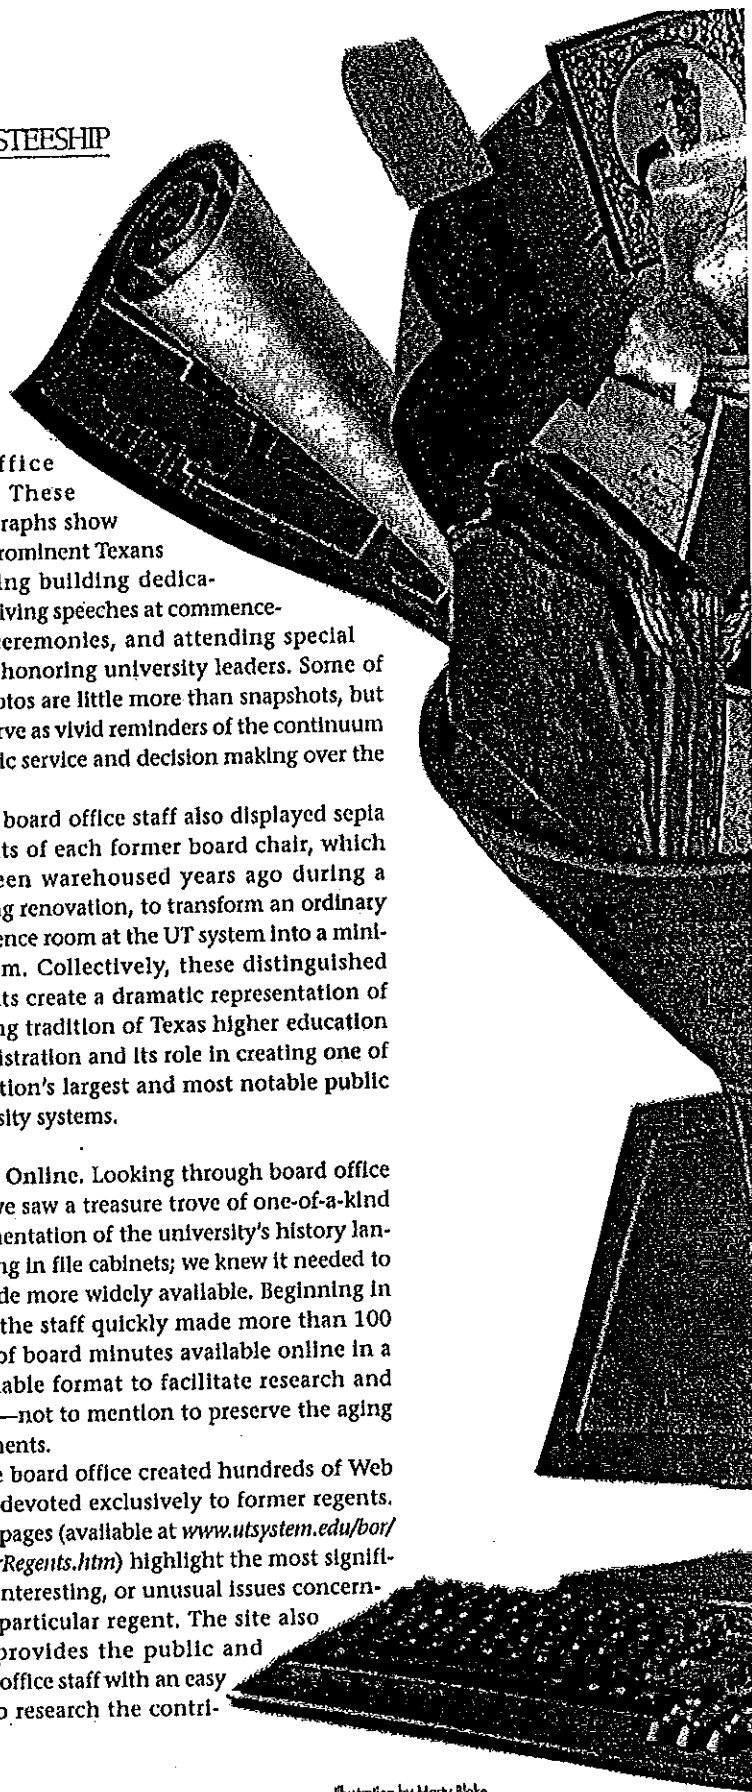 STEESHIP
ffice
These
raphs show
rominent Texans
ing building dedica-
iving speeches at commence-
eremonies, and attending special
honoring university leaders. Some of
otos are little more than snapshots, but
rve as vivid reminders of the continuum
ic service and decision making over the
board office staff also displayed sepia
ts of each former board chair, which
een warehoused years ago during a
g renovation, to transform an ordinary
ence room at the UT system into a mini-
m. Collectively, these distinguished
ts create a dramatic representation of
ng tradition of Texas higher education
istration and its role in creating one of
tion's largest and most notable public
sity systems.
Online. Looking through board office
ve saw a treasure trove of one-of-a-kind
nentation of the university's history lan-
ng in file cabinets; we knew it needed to
de more widely available. Beginning in
the staff quickly made more than 100
of board minutes available online in a
able format to facilitate research and
—not to mention to preserve the aging
nents.
e board office created hundreds of Web
devoted exclusively to former regents.
pages (available at www.utsystem.edu/bor/
rRegents.htm) highlight the most signifi-
nteresting, or unusual issues concern-
particular regent. The site also
provides the public and
office staff with an easy
o research the contri-
Illustration by Marty Blake